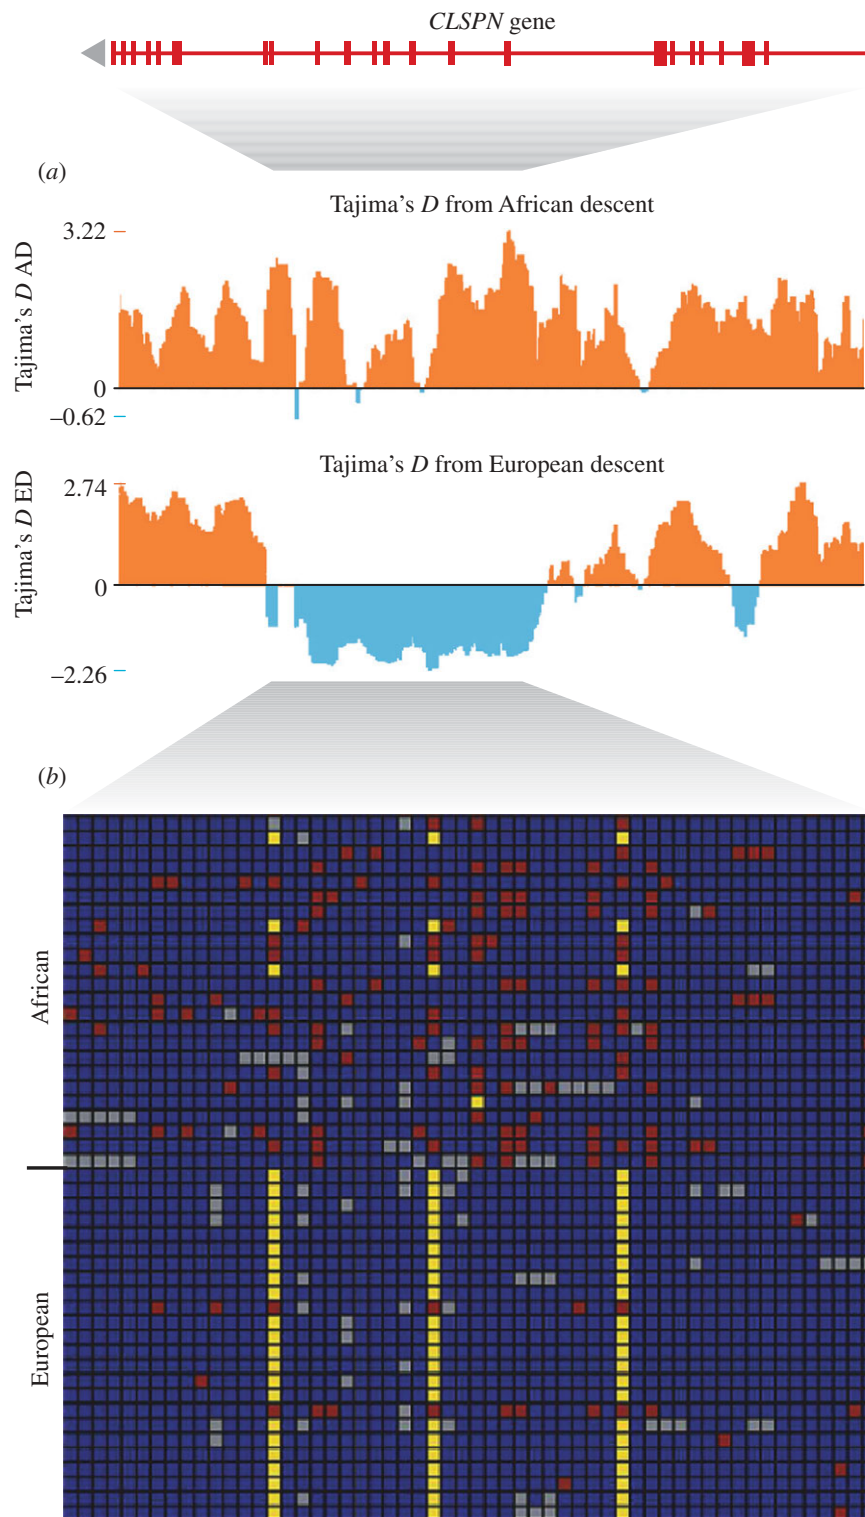 CLSPN gene
(a)
Tajima's D from African descent
Tajima's D AD
3.22
0
–0.62
Tajima's D from European descent
Tajima's D ED
2.74
0
–2.26
(b)
African
European